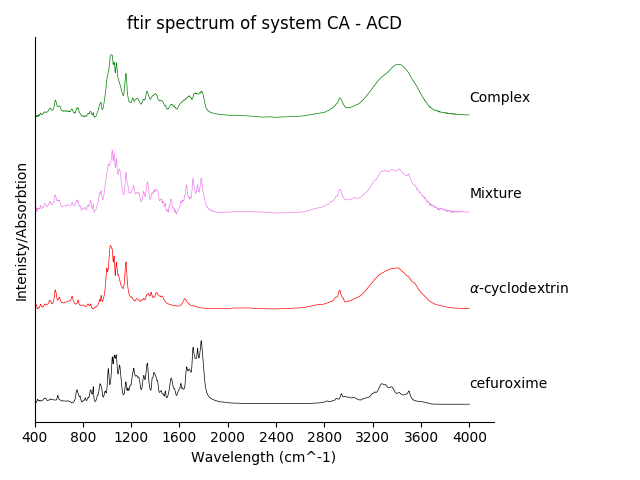 ftir spectrum of system CA - ACD
Intenisty/Absorbtion
Complex
Mixture
α-cyclodextrin
cefuroxime
400 800 1200 1600 2000 2400 2800 3200 3600 4000
Wavelength (cm^-1)